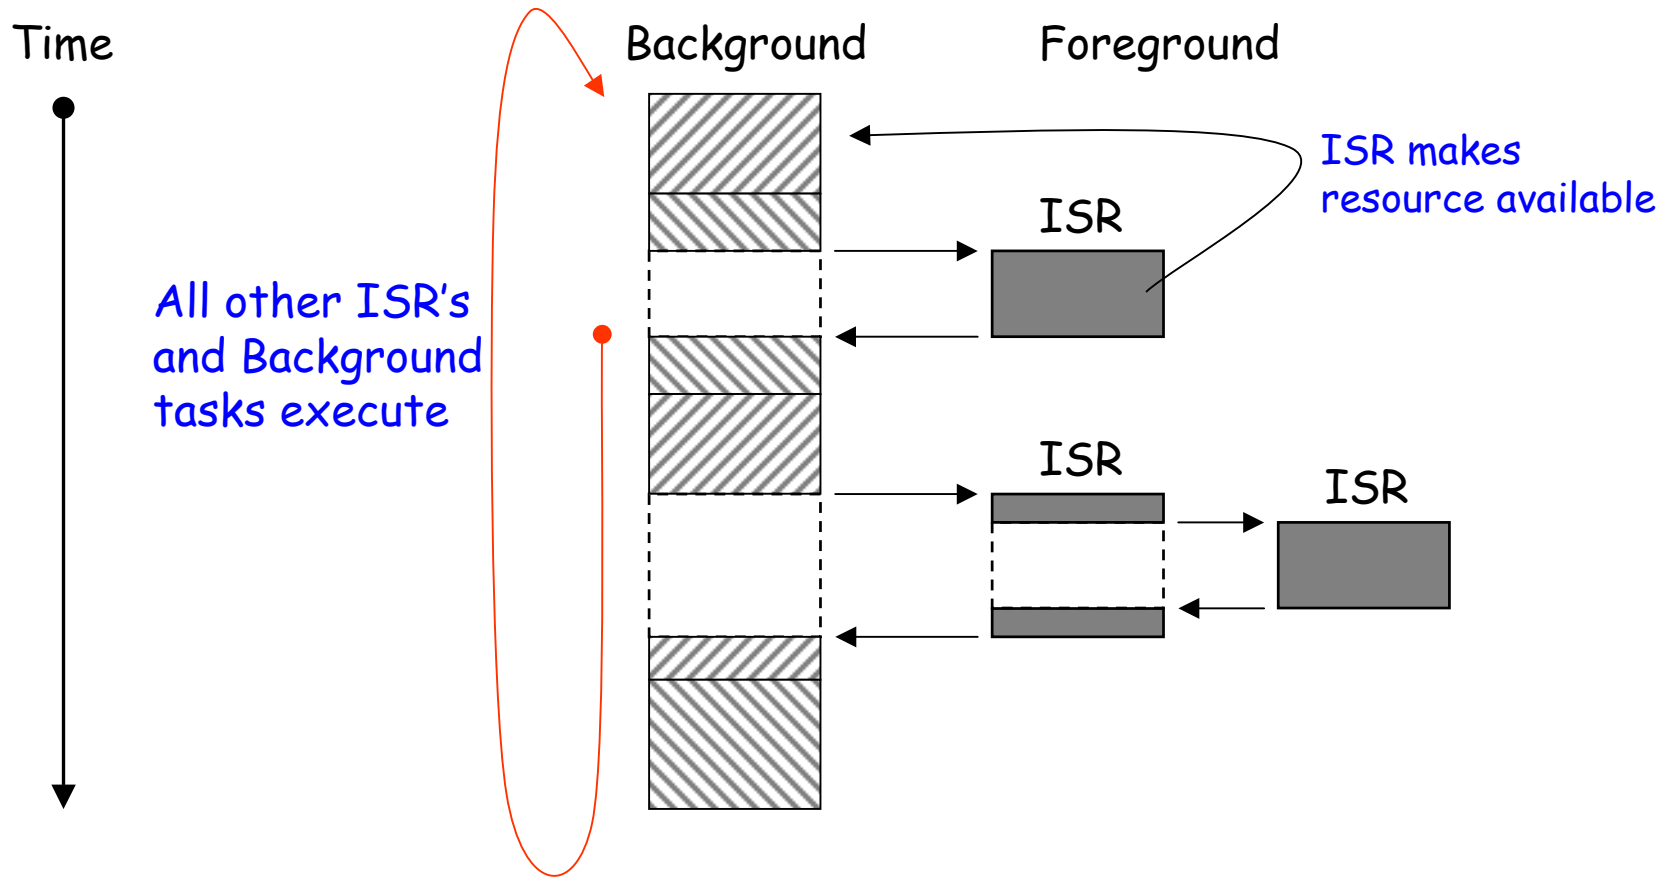 Time
Background
Foreground
ISR makes
resource available
ISR
All other ISR's
and Background
tasks execute
ISR
ISR